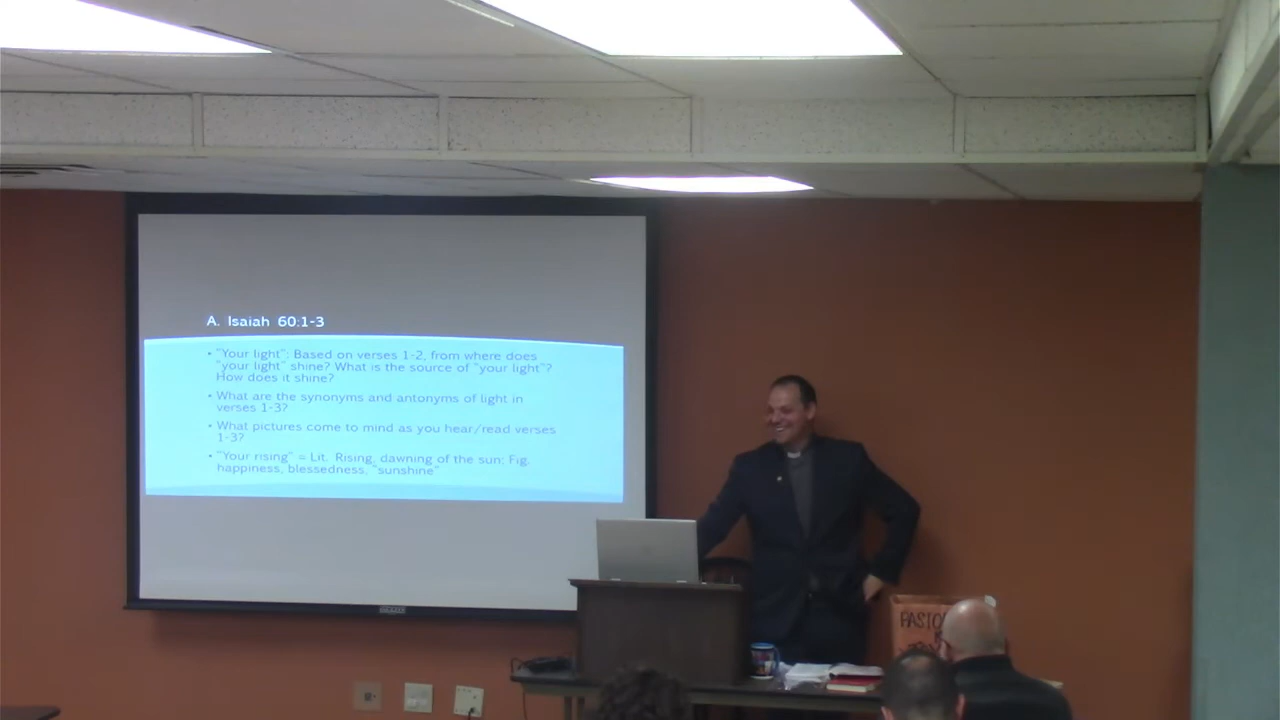 A. Isaiah 60:1-3
• "Your light": Based on verses 1-2, from where does
"your light" shine? What is the source of "your light"?
How does it shine?
• What are the synonyms and antonyms of light in
verses 1-3?
• What pictures come to mind as you hear/read verses
1-3?
• "Your rising" = Lit. Rising, dawning of the sun; Fig.
happiness, blessedness, "sunshine"